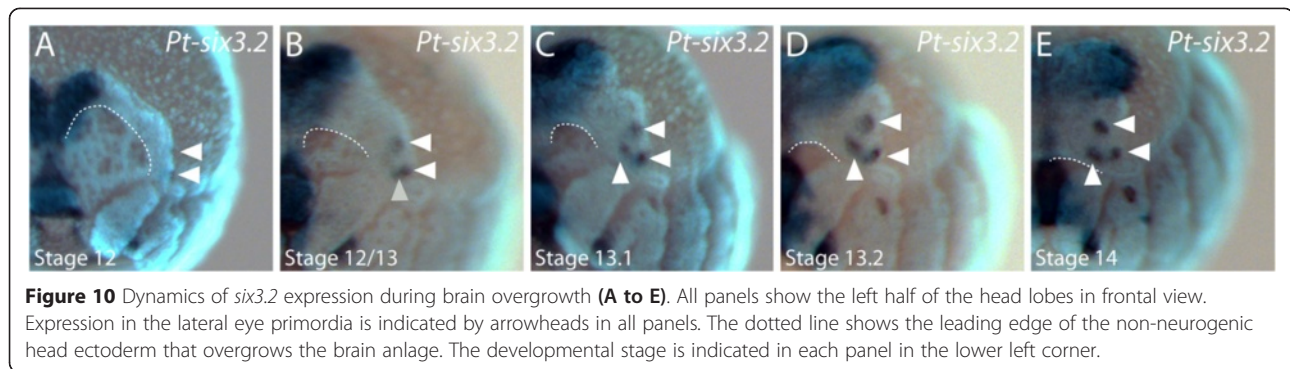 A Pt-six3.2 B Pt-six3.2 C Pt-six3.2 D Pt-six3.2 E Pt-six3.2
Stage 12 Stage 12/13 Stage 13.1 Stage 13.2 Stage 14
Figure 10 Dynamics of six3.2 expression during brain overgrowth (A to E). All panels show the left half of the head lobes in frontal view.
Expression in the lateral eye primordia is indicated by arrowheads in all panels. The dotted line shows the leading edge of the non-neurogenic
head ectoderm that overgrows the brain anlage. The developmental stage is indicated in each panel in the lower left corner.